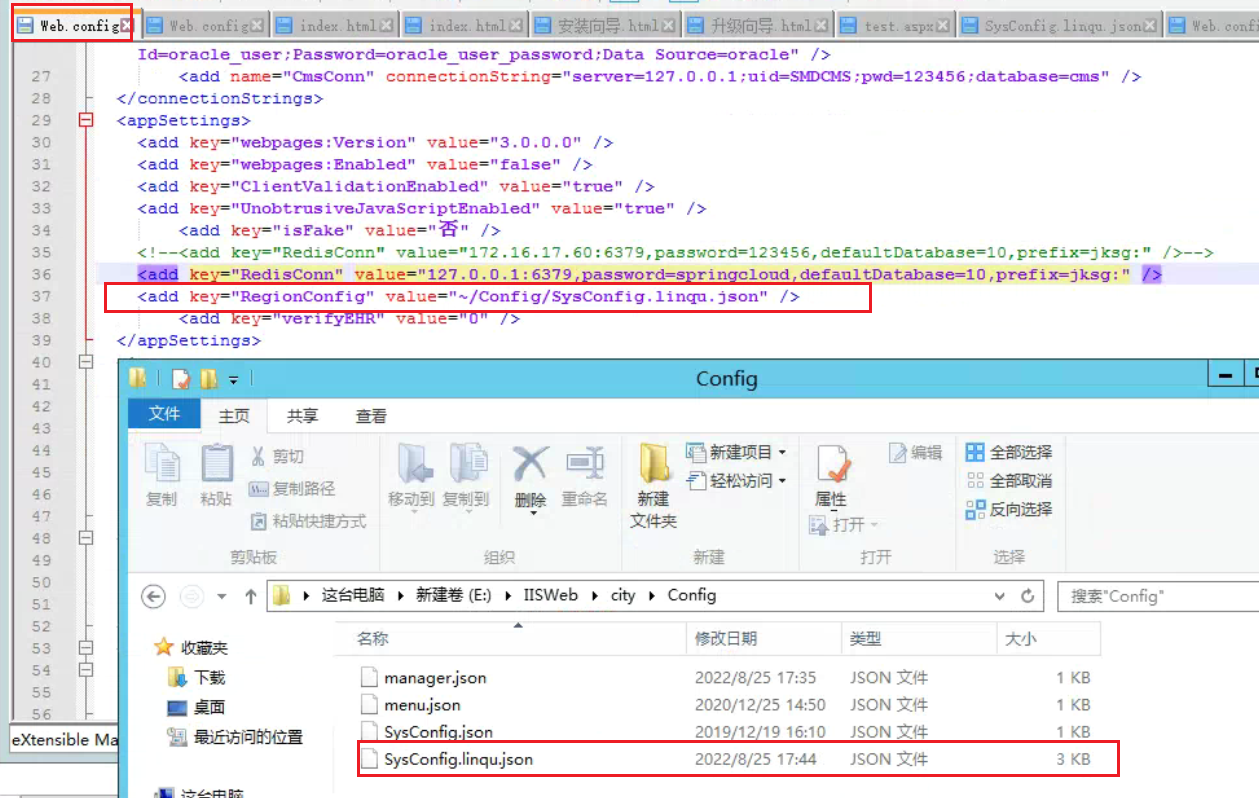 Web.config
Web.config
index.html
index.html
安装向导.html
升级向导.html
test.aspx
SysConfig.linqu.json
Web.conf
Id=oracle_user;Password=oracle_user_password;Data Source=oracle" />
27 <add name="CmsConn" connectionString="server=127.0.0.1;uid=SMDCMS;pwd=123456;database=cms" />
28 </connectionStrings>
29 <appSettings>
30 <add key="webpages:Version" value="3.0.0.0" />
31 <add key="webpages:Enabled" value="false" />
32 <add key="ClientValidationEnabled" value="true" />
33 <add key="UnobtrusiveJavaScriptEnabled" value="true" />
34 <add key="isFake" value="否" />
35 <!--<add key="RedisConn" value="172.16.17.60:6379,password=123456,defaultDatabase=10,prefix=jksg:" />-->
36 <add key="RedisConn" value="127.0.0.1:6379,password=springcloud,defaultDatabase=10,prefix=jksg:" />
37 <add key="RegionConfig" value="~/Config/SysConfig.linqu.json" />
38 <add key="verifyEHR" value="0" />
39 </appSettings>
40
41
42
43
44
45
46
47
48
49
50
51
52
53
54
55
56
eXtensible Ma
Config
文件 主页 共享 查看
复制
粘贴
剪切
复制路径
粘贴快捷方式
剪贴板
移动到 复制到 删除 重命名
组织
新建
文件夹
新建项目
轻松访问
新建
属性
打开
编辑
打开
全部选择
全部取消
反向选择
选择
这台电脑 新建卷 (E:) IISWeb city Config
搜索"Config"
收藏夹
下载
桌面
最近访问的位置
这台电脑
名称 修改日期 类型 大小
manager.json 2022/8/25 17:35 JSON 文件 1 KB
menu.json 2020/12/25 14:50 JSON 文件 1 KB
SysConfig.json 2019/12/19 16:10 JSON 文件 1 KB
SysConfig.linqu.json 2022/8/25 17:44 JSON 文件 3 KB